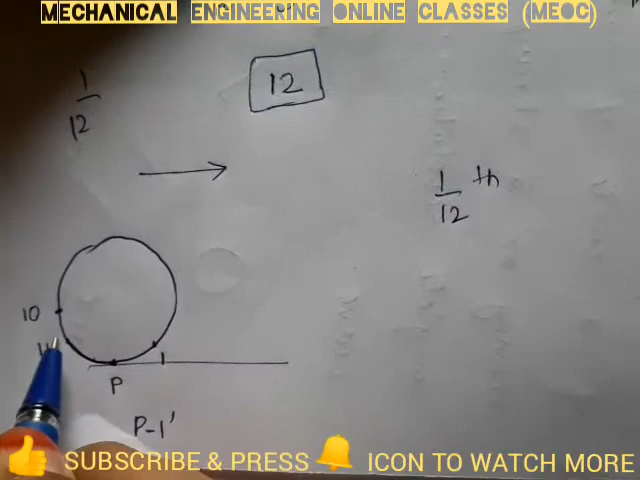 MECHANICAL ENGINEERING ONLINE CLASSES (MEOC)
1/12
12
1/12 th
10
1
P
P-1'
SUBSCRIBE & PRESS ICON TO WATCH MORE